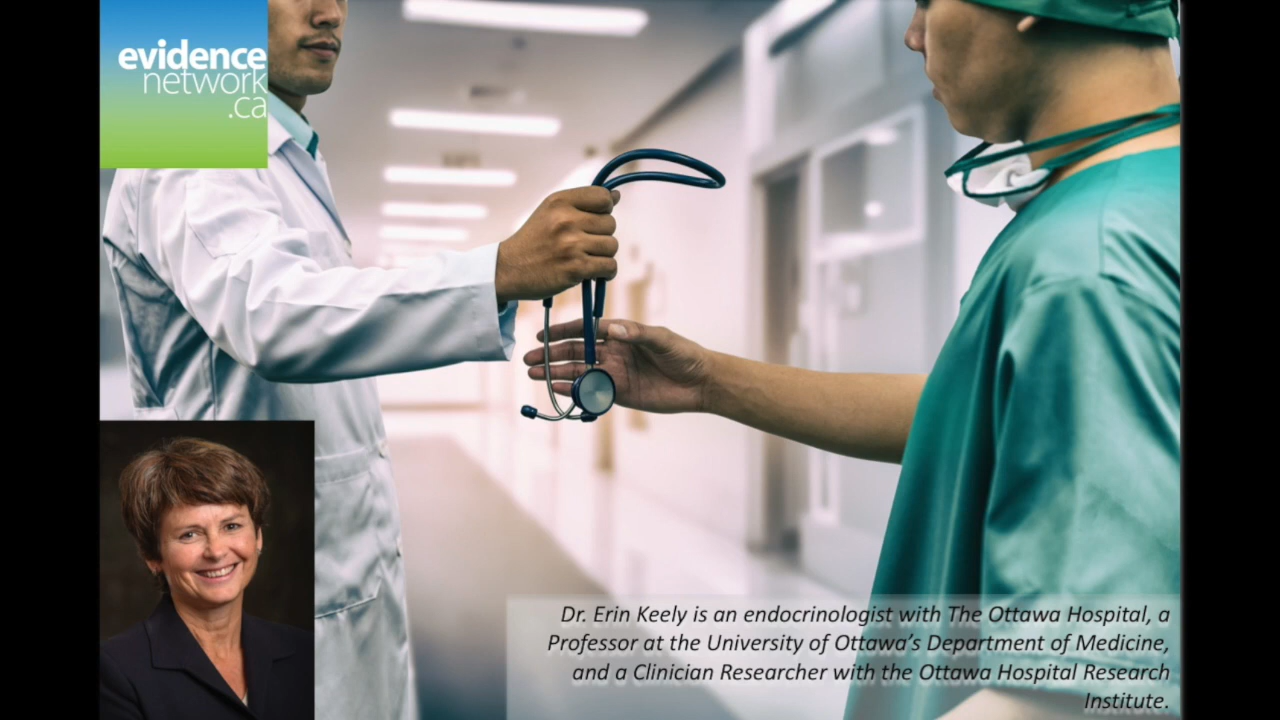 evidence
network
.ca
Dr. Erin Keely is an endocrinologist with The Ottawa Hospital, a
Professor at the University of Ottawa’s Department of Medicine,
and a Clinician Researcher with the Ottawa Hospital Research
Institute.